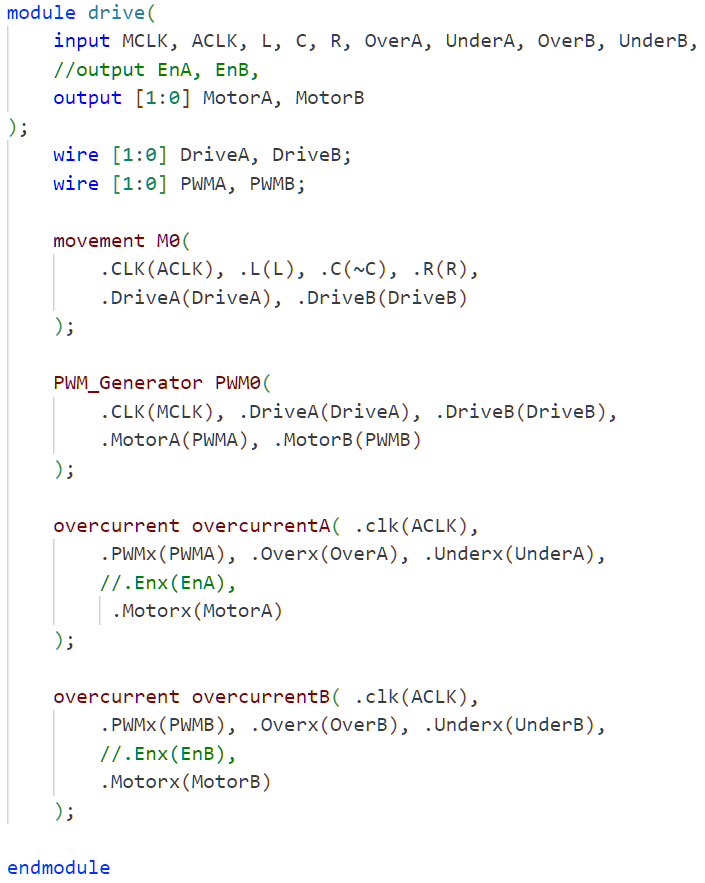 module drive(
    input MCLK, ACLK, L, C, R, OverA, UnderA, OverB, UnderB,
    //output EnA, EnB,
    output [1:0] MotorA, MotorB
);
    wire [1:0] DriveA, DriveB;
    wire [1:0] PWMA, PWMB;

    movement M0(
        .CLK(ACLK), .L(L), .C(~C), .R(R),
        .DriveA(DriveA), .DriveB(DriveB)
    );

    PWM_Generator PWM0(
        .CLK(MCLK), .DriveA(DriveA), .DriveB(DriveB),
        .MotorA(PWMA), .MotorB(PWMB)
    );

    overcurrent overcurrentA( .clk(ACLK),
        .PWMx(PWMA), .Overx(OverA), .Underx(UnderA),
        //.Enx(EnA),
         .Motorx(MotorA)
    );

    overcurrent overcurrentB( .clk(ACLK),
        .PWMx(PWMB), .Overx(OverB), .Underx(UnderB),
        //.Enx(EnB),
        .Motorx(MotorB)
    );

endmodule